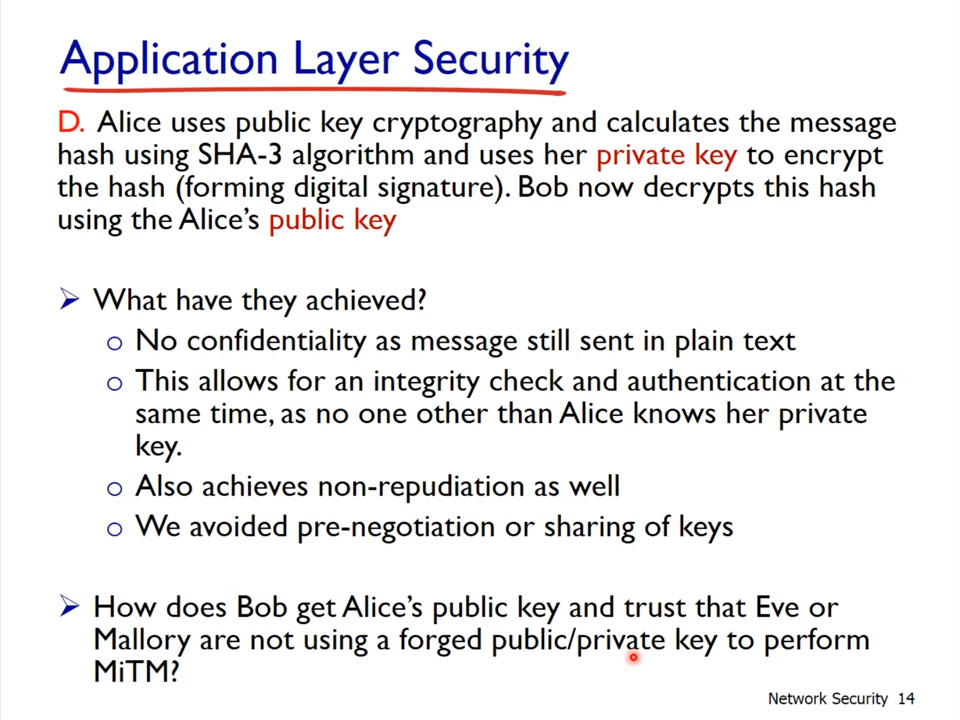 Application Layer Security
D. Alice uses public key cryptography and calculates the message
hash using SHA-3 algorithm and uses her private key to encrypt
the hash (forming digital signature). Bob now decrypts this hash
using the Alice's public key
➢ What have they achieved?
o No confidentiality as message still sent in plain text
o This allows for an integrity check and authentication at the
same time, as no one other than Alice knows her private
key.
o Also achieves non-repudiation as well
o We avoided pre-negotiation or sharing of keys
➢ How does Bob get Alice's public key and trust that Eve or
Mallory are not using a forged public/private key to perform
MiTM?
Network Security 14